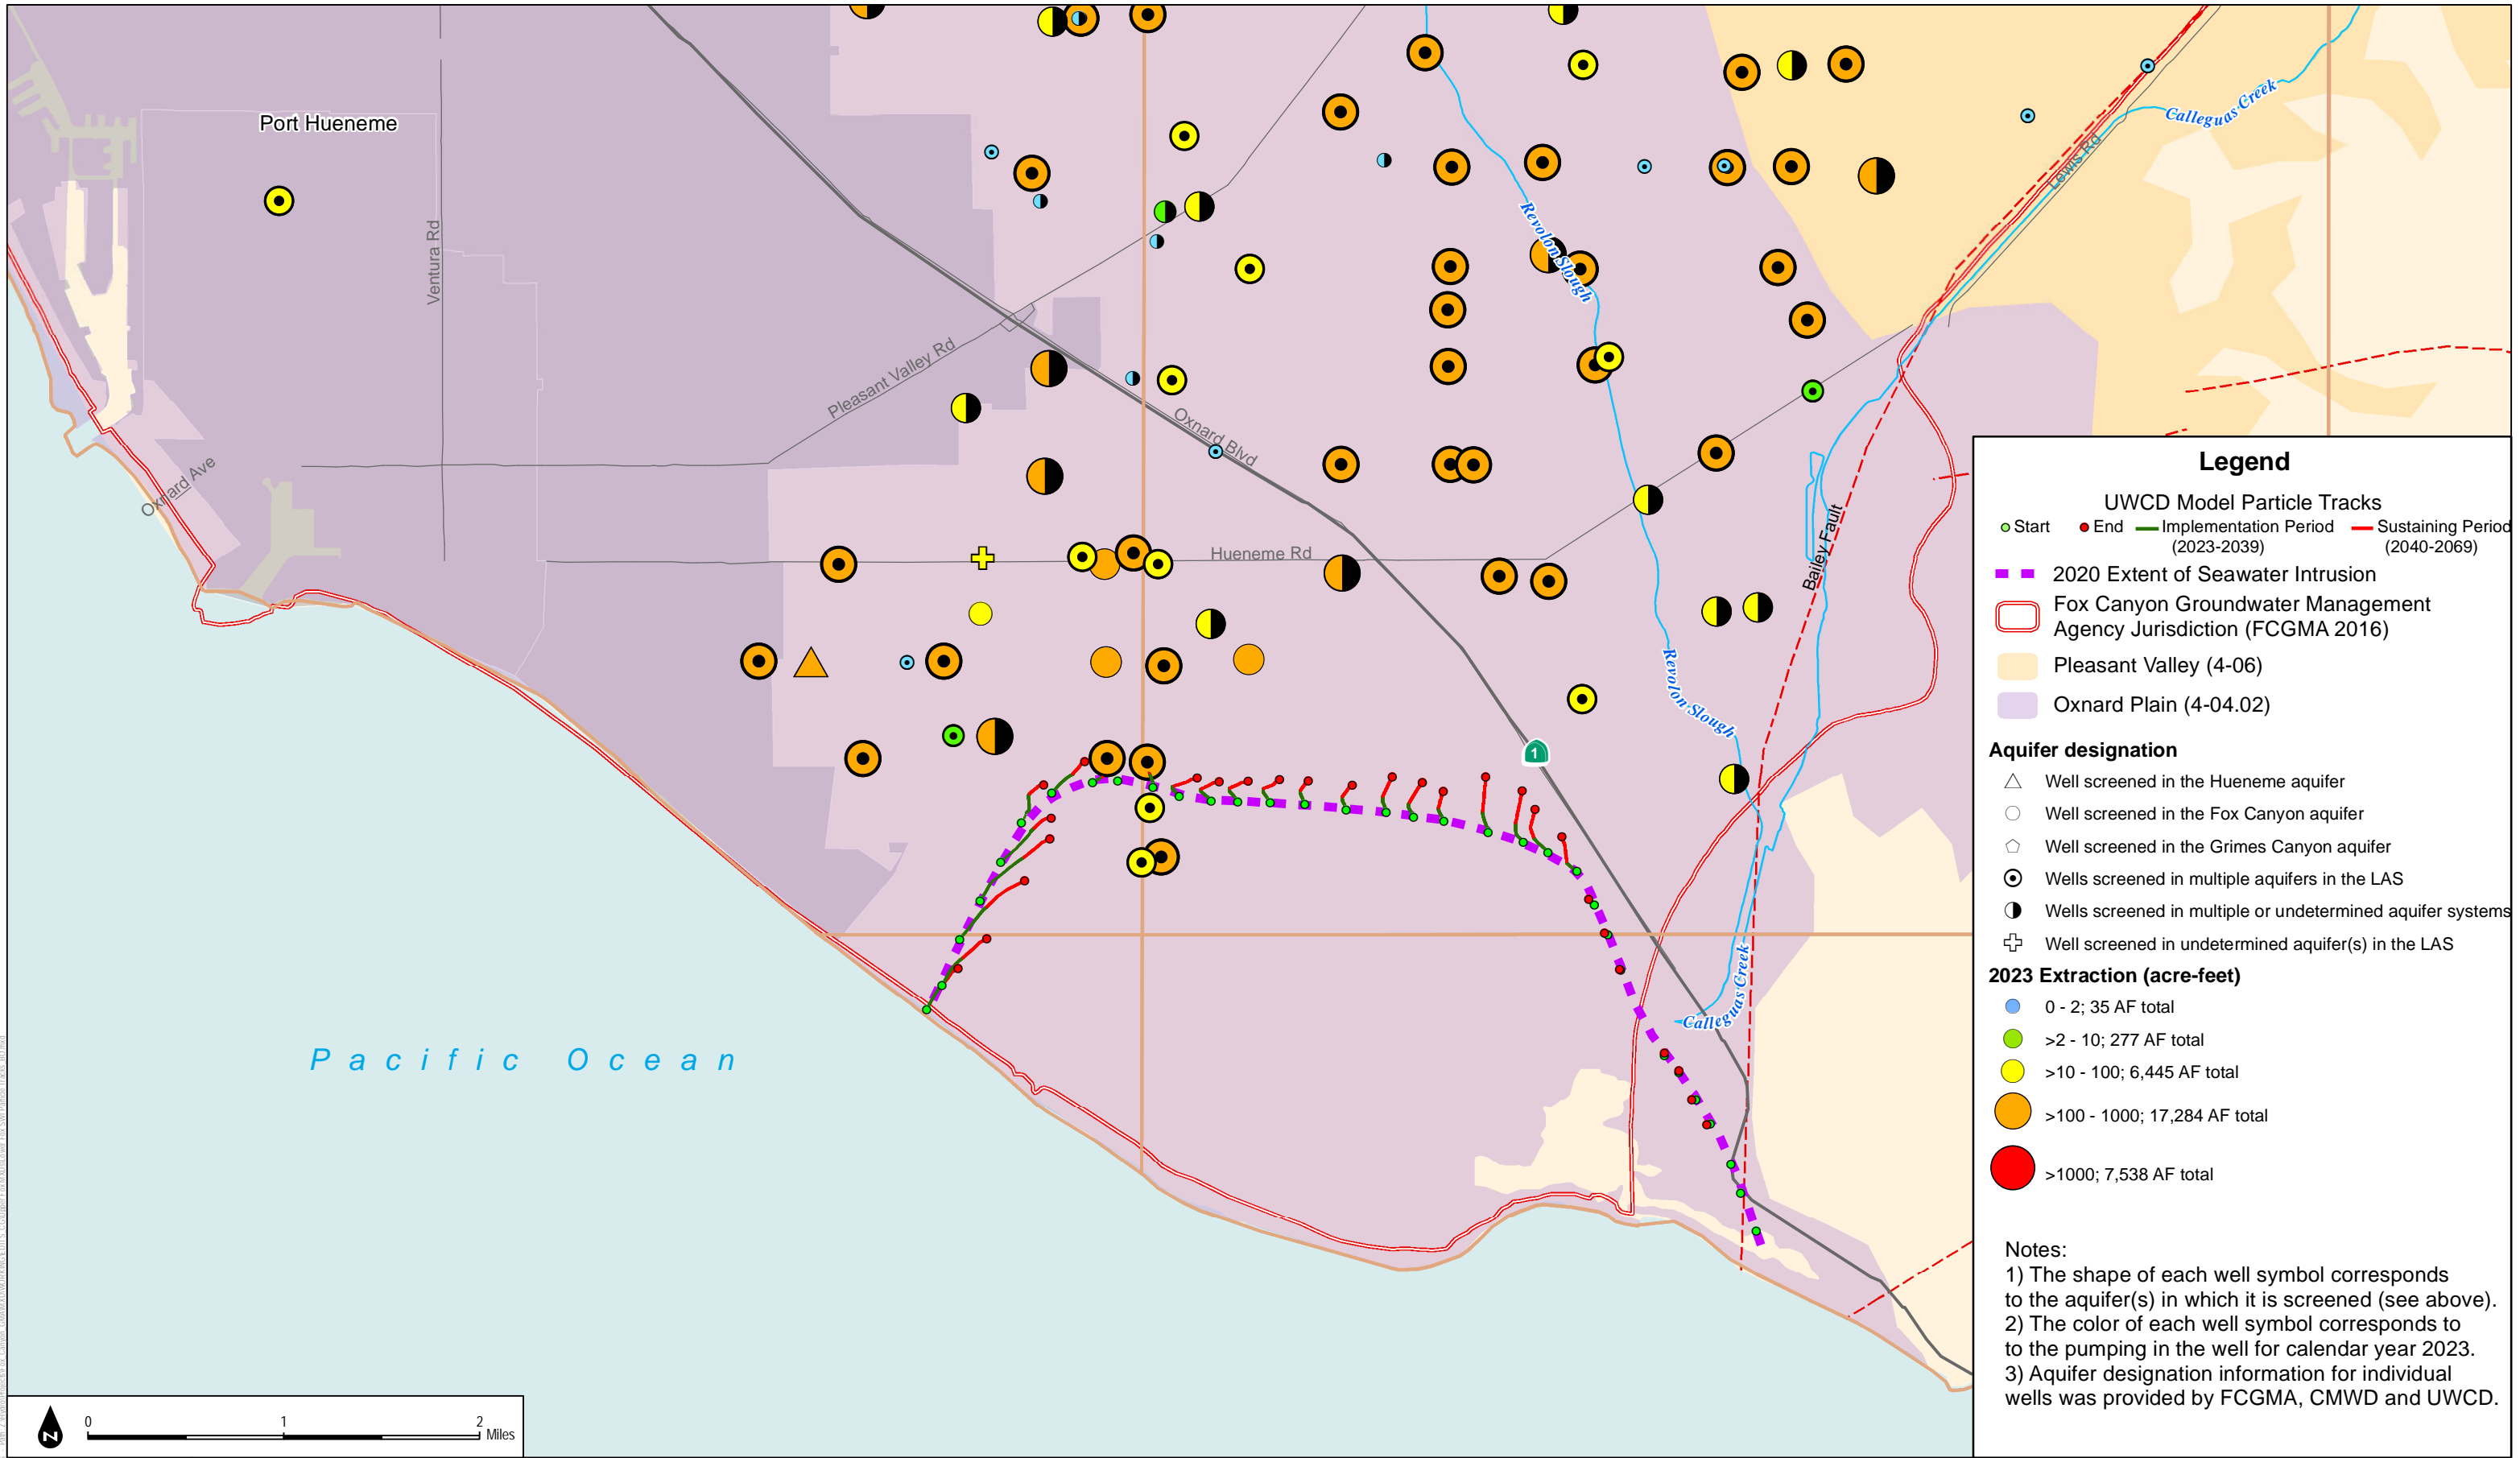 Port Hueneme
Calleguas Creek
Lewis Rd
Ventura Rd
Revolon Slough
Pleasant Valley Rd
Oxnard Blvd
Oxnard Ave
Hueneme Rd
Bailey Fault
Revolon Slough
1
Calleguas Creek
Pacific Ocean
N
0 1 2
Miles
Legend
UWCD Model Particle Tracks
Start End Implementation Period Sustaining Period
(2023-2039) (2040-2069)
2020 Extent of Seawater Intrusion
Fox Canyon Groundwater Management
Agency Jurisdiction (FCGMA 2016)
Pleasant Valley (4-06)
Oxnard Plain (4-04.02)
Aquifer designation
Well screened in the Hueneme aquifer
Well screened in the Fox Canyon aquifer
Well screened in the Grimes Canyon aquifer
Wells screened in multiple aquifers in the LAS
Wells screened in multiple or undetermined aquifer systems
Well screened in undetermined aquifer(s) in the LAS
2023 Extraction (acre-feet)
0 - 2; 35 AF total
>2 - 10; 277 AF total
>10 - 100; 6,445 AF total
>100 - 1000; 17,284 AF total
>1000; 7,538 AF total
Notes:
1) The shape of each well symbol corresponds
to the aquifer(s) in which it is screened (see above).
2) The color of each well symbol corresponds to
to the pumping in the well for calendar year 2023.
3) Aquifer designation information for individual
wells was provided by FCGMA, CMWD and UWCD.